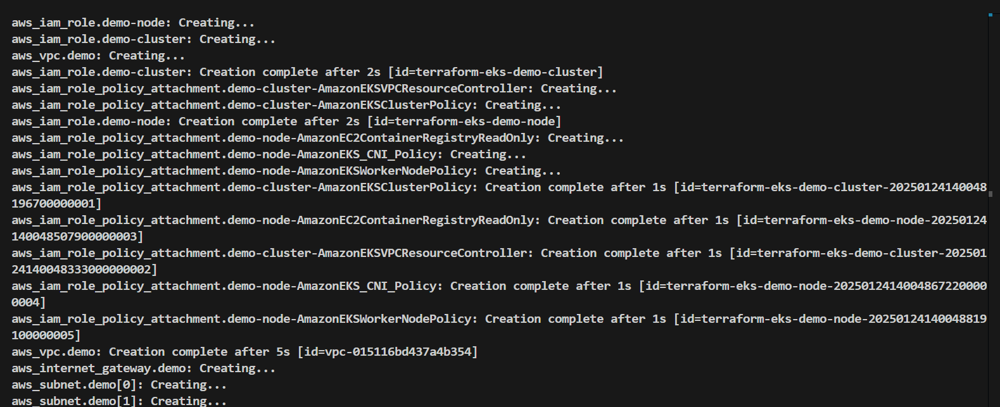 aws_iam_role.demo-node: Creating...
aws_iam_role.demo-cluster: Creating...
aws_vpc.demo: Creating...
aws_iam_role.demo-cluster: Creation complete after 2s [id=terraform-eks-demo-cluster]
aws_iam_role_policy_attachment.demo-cluster-AmazonEKSVPCResourceController: Creating...
aws_iam_role_policy_attachment.demo-cluster-AmazonEKSClusterPolicy: Creating...
aws_iam_role.demo-node: Creation complete after 2s [id=terraform-eks-demo-node]
aws_iam_role_policy_attachment.demo-node-AmazonEC2ContainerRegistryReadOnly: Creating...
aws_iam_role_policy_attachment.demo-node-AmazonEKS_CNI_Policy: Creating...
aws_iam_role_policy_attachment.demo-node-AmazonEKSWorkerNodePolicy: Creating...
aws_iam_role_policy_attachment.demo-cluster-AmazonEKSClusterPolicy: Creation complete after 1s [id=terraform-eks-demo-cluster-20250124140048
196700000001]
aws_iam_role_policy_attachment.demo-node-AmazonEC2ContainerRegistryReadOnly: Creation complete after 1s [id=terraform-eks-demo-node-20250124
140048507900000003]
aws_iam_role_policy_attachment.demo-cluster-AmazonEKSVPCResourceController: Creation complete after 1s [id=terraform-eks-demo-cluster-202501
24140048333000000002]
aws_iam_role_policy_attachment.demo-node-AmazonEKS_CNI_Policy: Creation complete after 1s [id=terraform-eks-demo-node-2025012414004867220000
0004]
aws_iam_role_policy_attachment.demo-node-AmazonEKSWorkerNodePolicy: Creation complete after 1s [id=terraform-eks-demo-node-20250124140048819
100000005]
aws_vpc.demo: Creation complete after 5s [id=vpc-015116bd437a4b354]
aws_internet_gateway.demo: Creating...
aws_subnet.demo[0]: Creating...
aws_subnet.demo[1]: Creating...